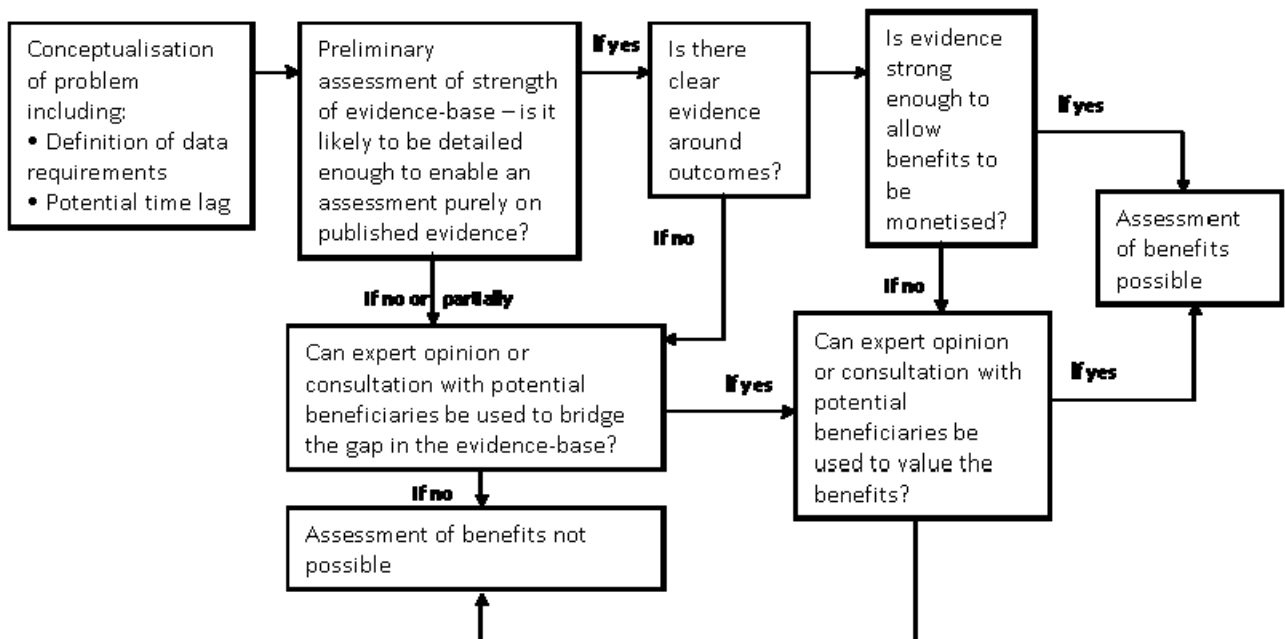 Conceptualisation
of problem
including:
• Definition of data
requirements
• Potential time lag
Preliminary
assessment of strength
of evidence-base – is it
likely to be detailed
enough to enable an
assessment purely on
published evidence?
If yes
Is there
clear
evidence
around
outcomes?
Is evidence
strong
enough to
allow
benefits to
be
monetised?
If yes
Assessment
of benefits
possible
If no
If no or partially
If no
Can expert opinion or
consultation with potential
beneficiaries be used to bridge
the gap in the evidence-base?
If yes
Can expert opinion
or consultation with
potential
beneficiaries be
used to value the
benefits?
If yes
If no
Assessment of benefits not
possible